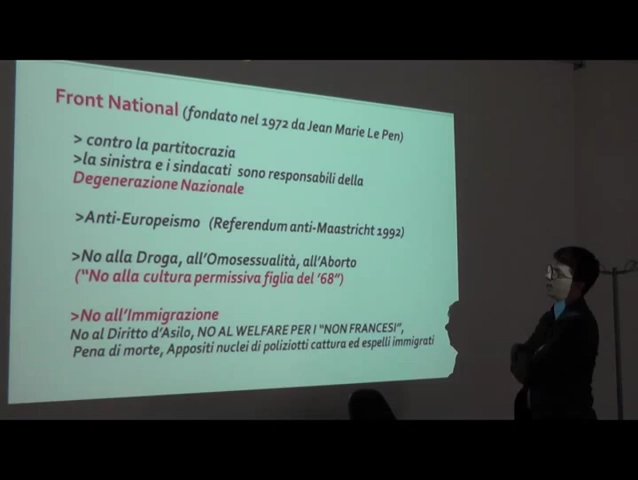 Front National (fondato nel 1972 da Jean Marie Le Pen)
> contro la partitocrazia
>la sinistra e i sindacati sono responsabili della
Degenerazione Nazionale
>Anti-Europeismo (Referendum anti-Maastricht 1992)
>No alla Droga, all'Omosessualità, all'Aborto
("No alla cultura permissiva figlia del '68")
>No all'Immigrazione
No al Diritto d'Asilo, NO AL WELFARE PER I "NON FRANCESI",
Pena di morte, Appositi nuclei di poliziotti cattura ed espelli immigrati